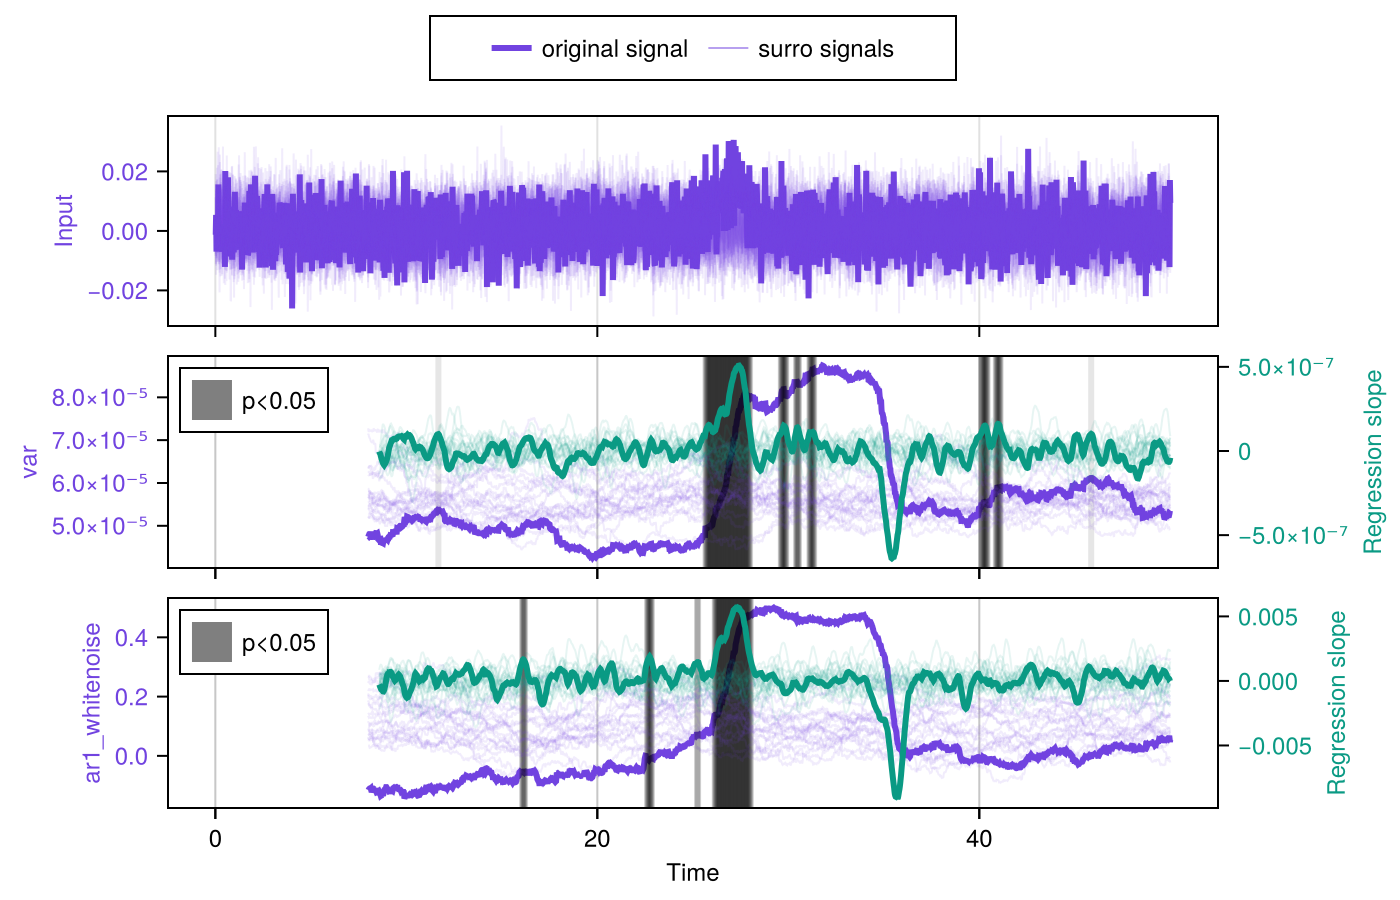 original signal surro signals
Input
0.02
0.00
−0.02
var
8.0×10⁻⁵
7.0×10⁻⁵
6.0×10⁻⁵
5.0×10⁻⁵
p<0.05
5.0×10⁻⁷
0
−5.0×10⁻⁷
Regression slope
ar1_whitenoise
0.4
0.2
0.0
p<0.05
0.005
0.000
−0.005
Regression slope
0 20 40
Time